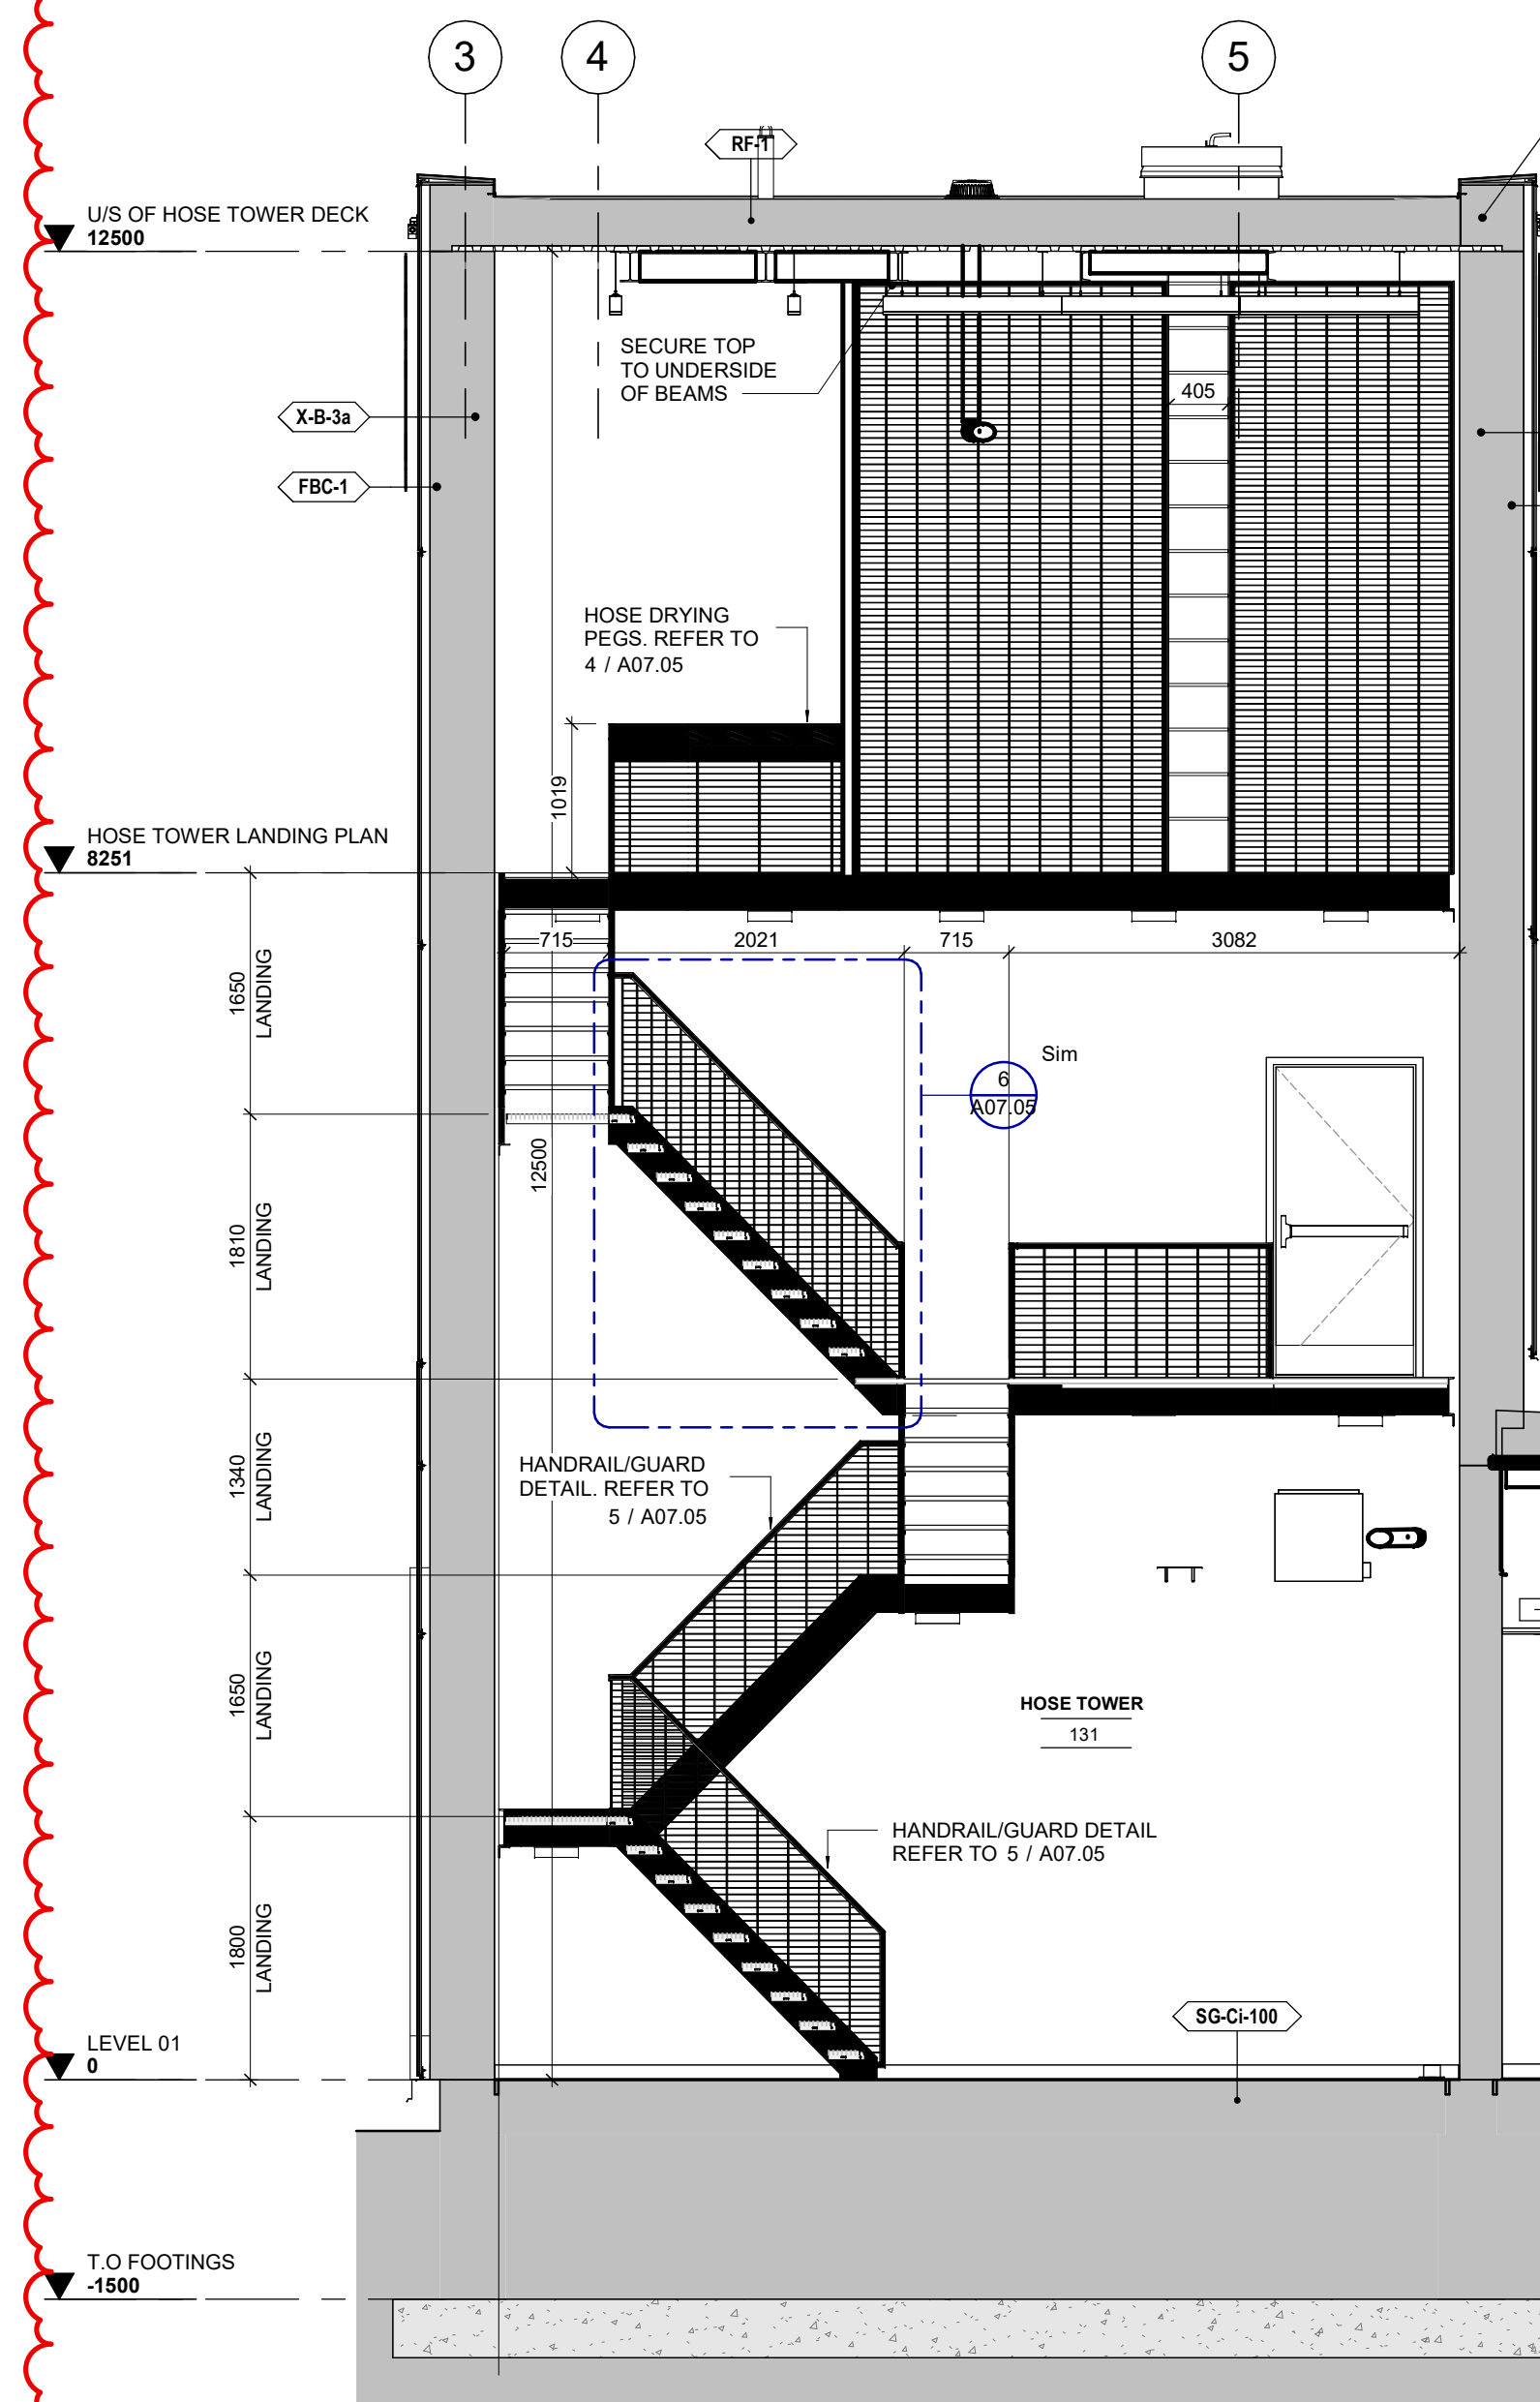 3
4
5
RF-1
U/S OF HOSE TOWER DECK
12500
SECURE TOP
TO UNDERSIDE
OF BEAMS
405
X-B-3a
FBC-1
HOSE DRYING
PEGS. REFER TO
4 / A07.05
1019
HOSE TOWER LANDING PLAN
8251
715
2021
715
3082
1650
LANDING
Sim
6
A07.05
12500
1810
LANDING
1340
LANDING
HANDRAIL/GUARD
DETAIL. REFER TO
5 / A07.05
1650
LANDING
HOSE TOWER
131
HANDRAIL/GUARD DETAIL
REFER TO 5 / A07.05
1800
LANDING
SG-Ci-100
LEVEL 01
0
T.O FOOTINGS
-1500